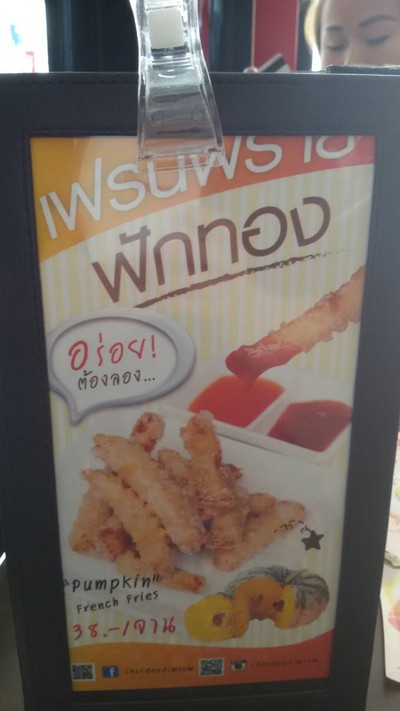 เฟรนฟราย
ฟักทอง
อร่อย!
ต้องลอง...
"Pumpkin"
French Fries
38.-/จาน